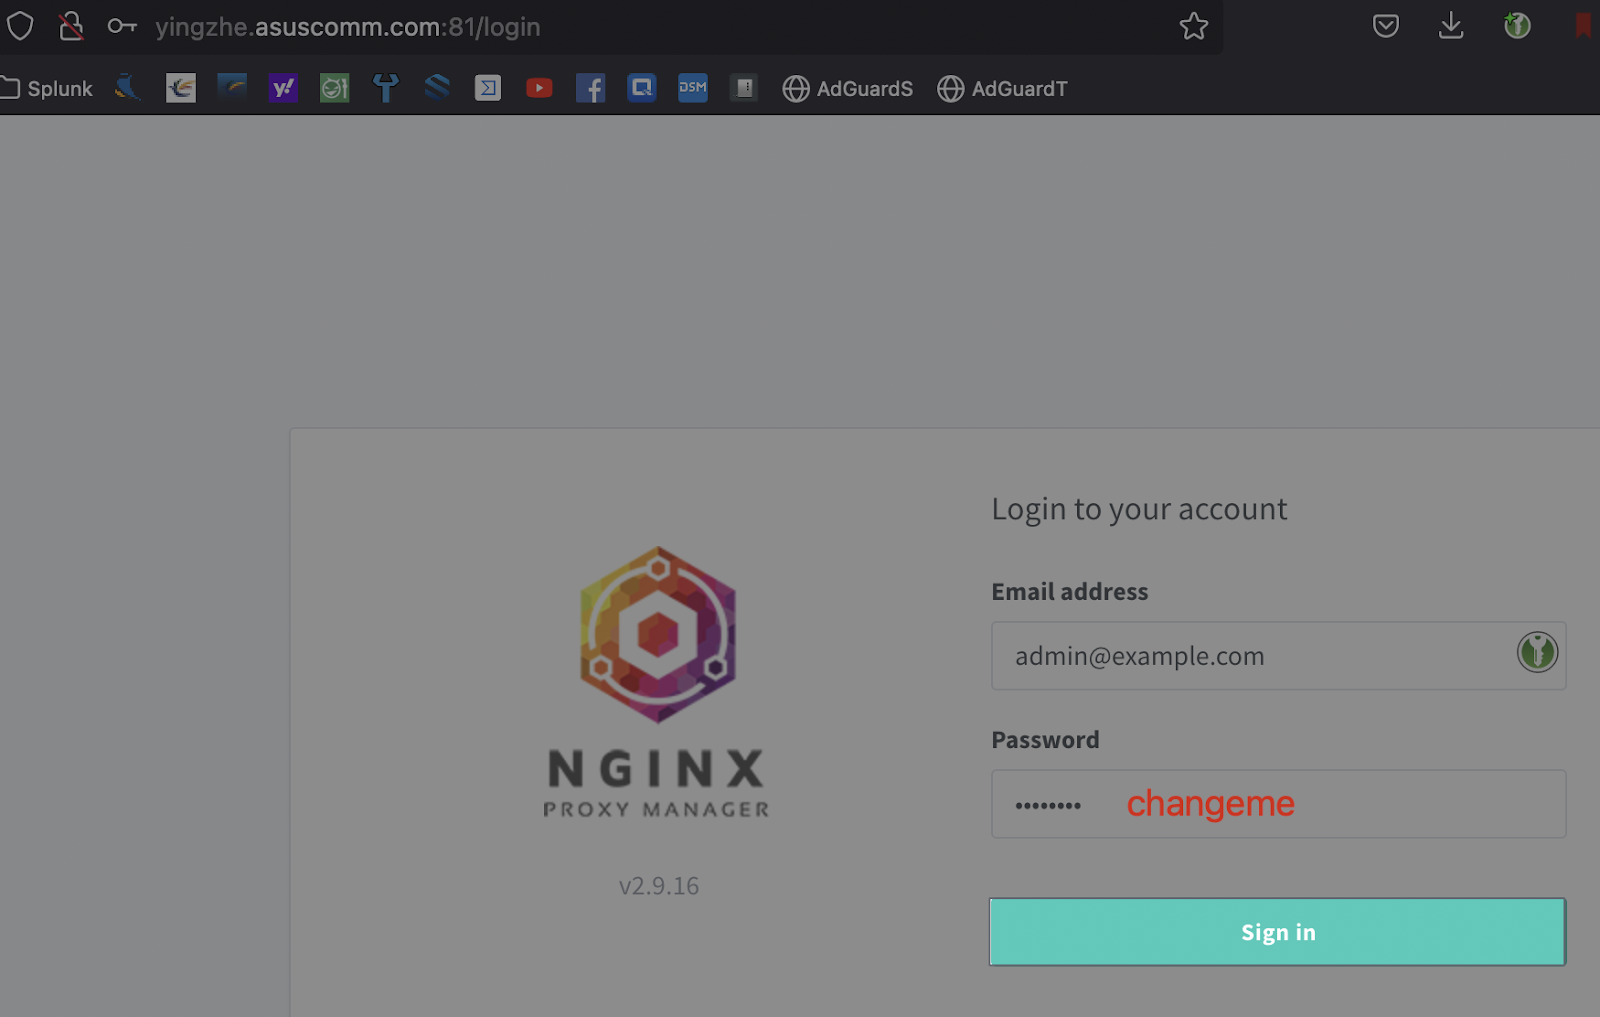 yingzhe.asuscomm.com:81/login
Splunk
y!
DSM
AdGuardS
AdGuardT
Login to your account
Email address
admin@example.com
Password
•••••••• changeme
NGINX
PROXY MANAGER
v2.9.16
Sign in